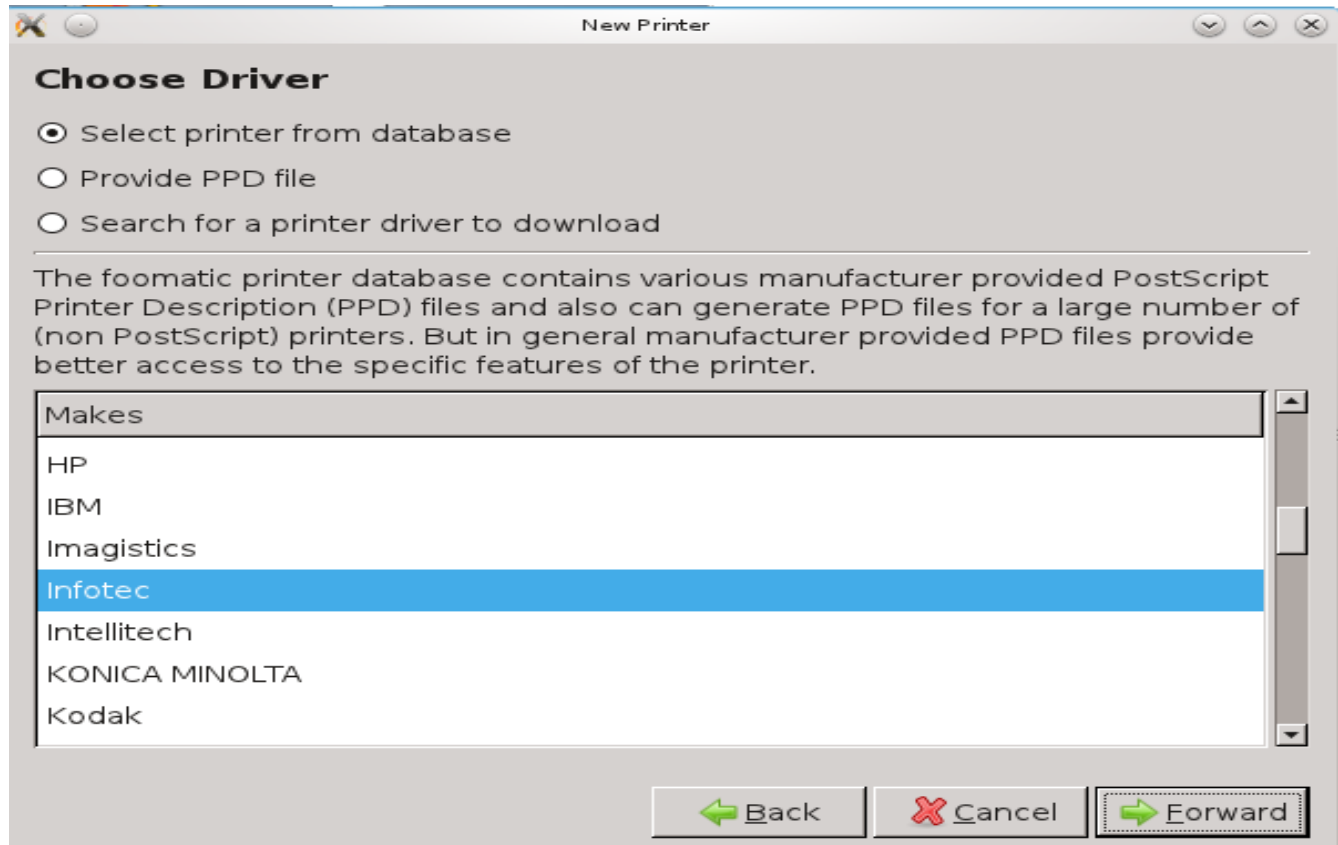 New Printer
Choose Driver
Select printer from database
Provide PPD file
Search for a printer driver to download
The foomatic printer database contains various manufacturer provided PostScript
Printer Description (PPD) files and also can generate PPD files for a large number of
(non PostScript) printers. But in general manufacturer provided PPD files provide
better access to the specific features of the printer.
Makes
HP
IBM
Imagistics
Infotec
Intellitech
KONICA MINOLTA
Kodak
Back Cancel Forward